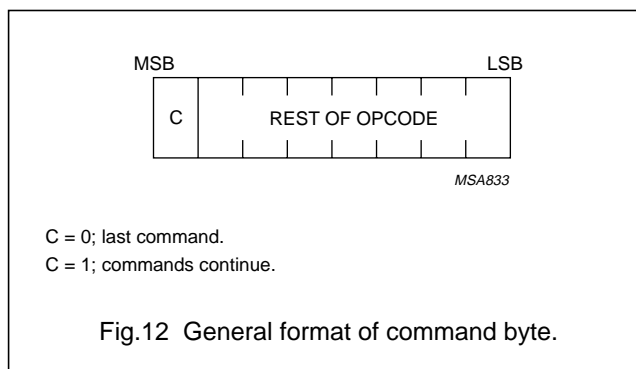 MSB LSB
C REST OF OPCODE
MSA833
C = 0; last command.
C = 1; commands continue.
Fig.12 General format of command byte.